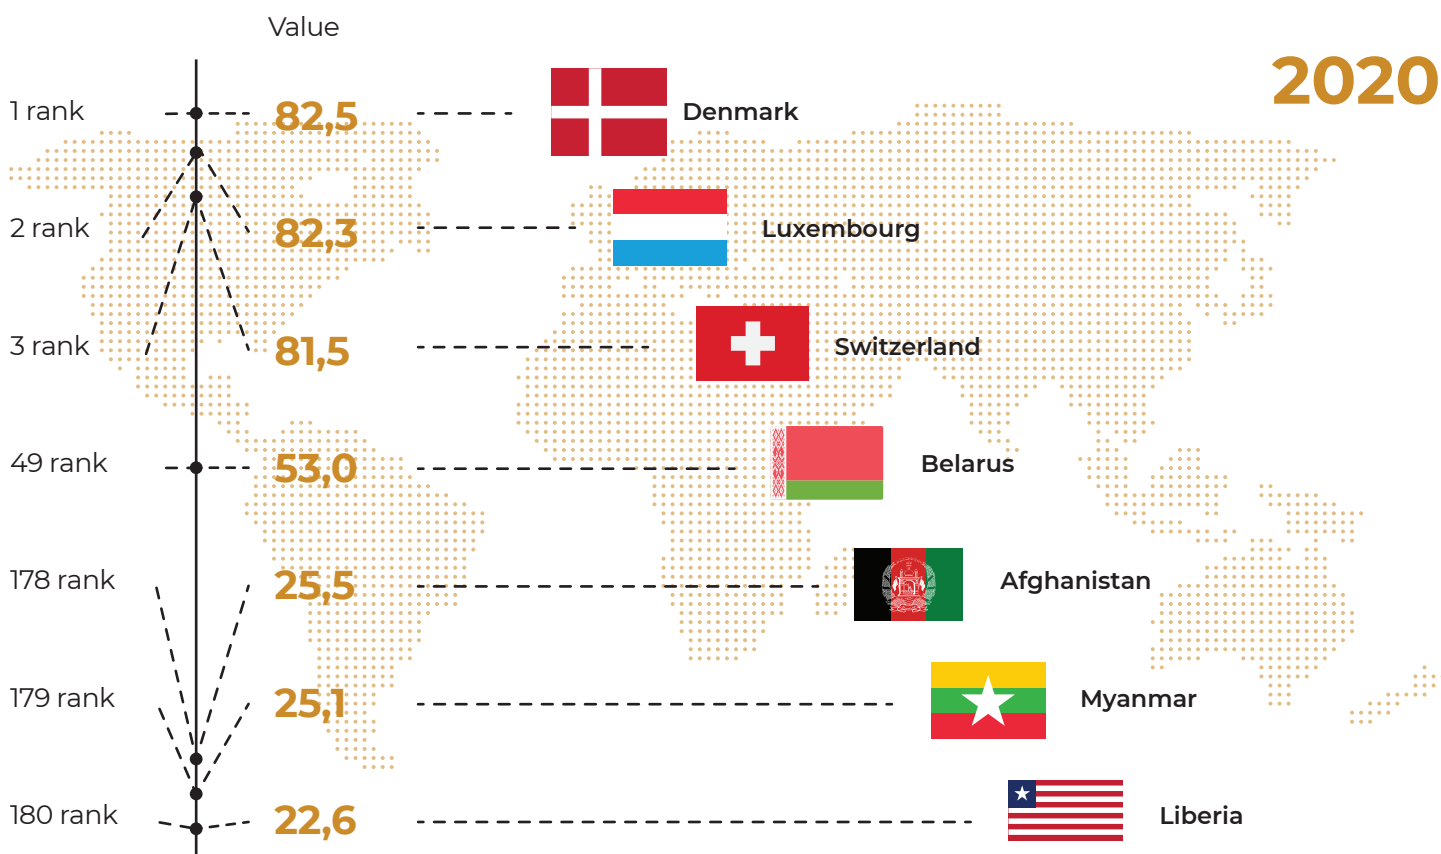 Value
2020
1 rank 82,5 Denmark
2 rank 82,3 Luxembourg
3 rank 81,5 Switzerland
49 rank 53,0 Belarus
178 rank 25,5 Afghanistan
179 rank 25,1 Myanmar
180 rank 22,6 Liberia